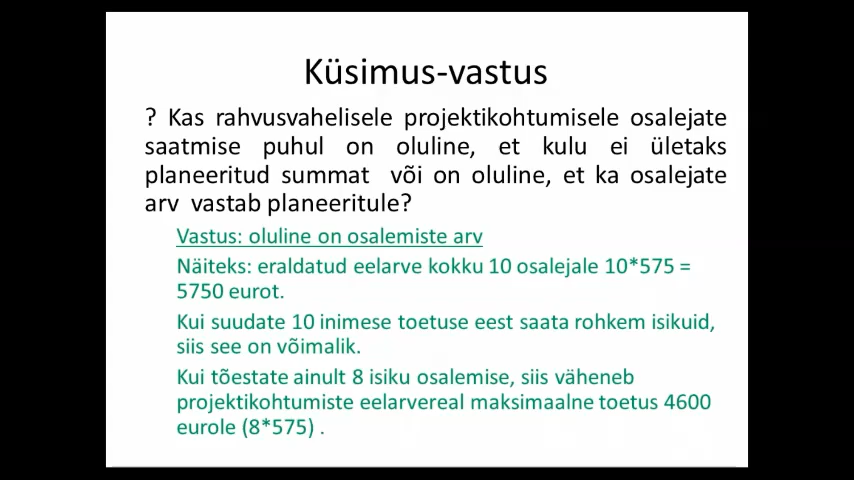 Küsimus-vastus
? Kas rahvusvahelisele projektikohtumisele osalejate
saatmise puhul on oluline, et kulu ei ületaks
planeeritud summat või on oluline, et ka osalejate
arv vastab planeeritule?
Vastus: oluline on osalemiste arv
Näiteks: eraldatud eelarve kokku 10 osalejale 10*575 =
5750 eurot.
Kui suudate 10 inimese toetuse eest saata rohkem isikuid,
siis see on võimalik.
Kui tõestate ainult 8 isiku osalemise, siis väheneb
projektikohtumiste eelarvereal maksimaalne toetus 4600
eurole (8*575) .